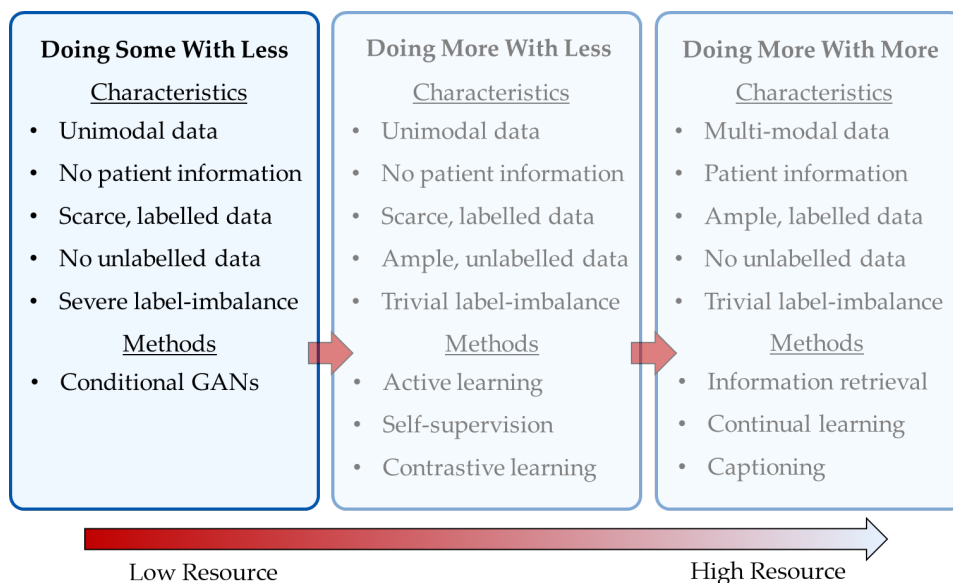 Doing Some With Less
Characteristics
• Unimodal data
• No patient information
• Scarce, labelled data
• No unlabelled data
• Severe label-imbalance
Methods
• Conditional GANs
Doing More With Less
Characteristics
• Unimodal data
• No patient information
• Scarce, labelled data
• Ample, unlabelled data
• Trivial label-imbalance
Methods
• Active learning
• Self-supervision
• Contrastive learning
Doing More With More
Characteristics
• Multi-modal data
• Patient information
• Ample, labelled data
• No unlabelled data
• Trivial label-imbalance
Methods
• Information retrieval
• Continual learning
• Captioning
Low Resource
High Resource